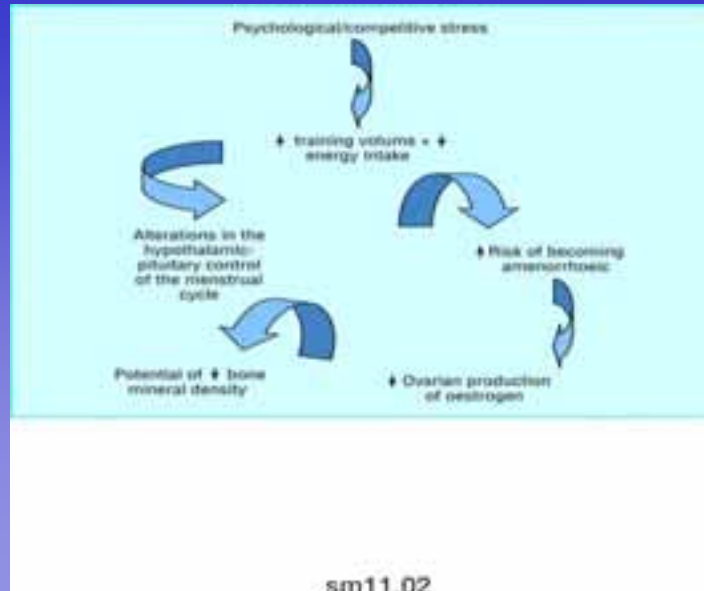 Psychological/competitive stress
training volume +
energy intake
Alterations in the
hypothalamic-
pituitary control
of the menstrual
cycle
Risk of becoming
amenorrhoeic
Potential of bone
mineral density
Ovarian production
of oestrogen
sm11.02